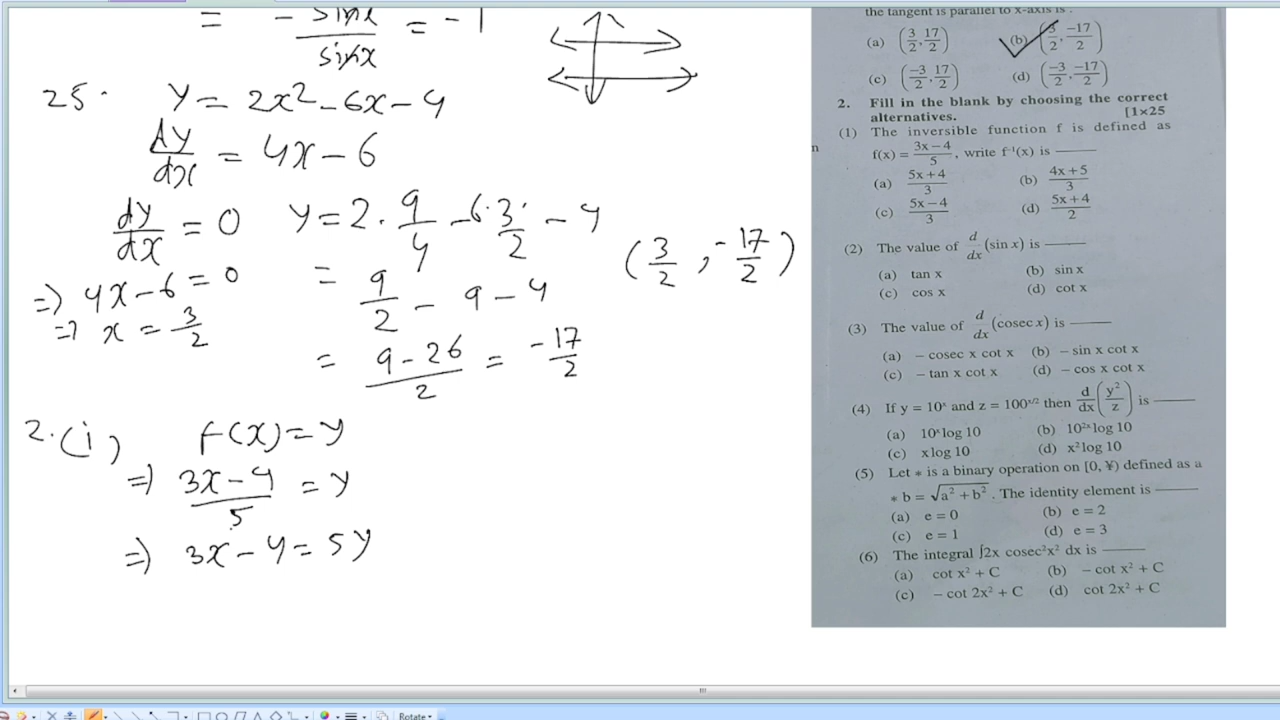 = - sinx / sinx = -1
25. y = 2x² - 6x - 4
dy/dx = 4x - 6
dy/dx = 0 y = 2 · 9/4 - 6 · 3/2 - 4
⇒ 4x - 6 = 0 = 9/2 - 9 - 4 (3/2, -17/2)
⇒ x = 3/2
= (9 - 26)/2 = -17/2
2. (i) f(x) = y
⇒ (3x - 4)/5 = y
⇒ 3x - 4 = 5y
the tangent is parallel to x-axis is :
(a) (3/2, 17/2) (b) (3/2, -17/2)
(c) (-3/2, 17/2) (d) (-3/2, -17/2)
2. Fill in the blank by choosing the correct
alternatives. [1×25
(1) The inversible function f is defined as
n
f(x) = (3x-4)/5, write f⁻¹(x) is ———
(a) (5x+4)/3 (b) (4x+5)/3
(c) (5x-4)/3 (d) (5x+4)/2
(2) The value of d/dx (sin x) is ———
(a) tan x (b) sin x
(c) cos x (d) cot x
(3) The value of d/dx (cosec x) is ———
(a) – cosec x cot x (b) – sin x cot x
(c) – tan x cot x (d) – cos x cot x
(4) If y = 10ˣ and z = 100^(x/2) then d/dx (y²/z) is ———
(a) 10ˣ log 10 (b) 10²ˣ log 10
(c) x log 10 (d) x² log 10
(5) Let * is a binary operation on [0, ¥) defined as a
* b = √(a² + b²). The identity element is ———
(a) e = 0 (b) e = 2
(c) e = 1 (d) e = 3
(6) The integral ∫2x cosec²x² dx is ———
(a) cot x² + C (b) – cot x² + C
(c) – cot 2x² + C (d) cot 2x² + C
Rotate